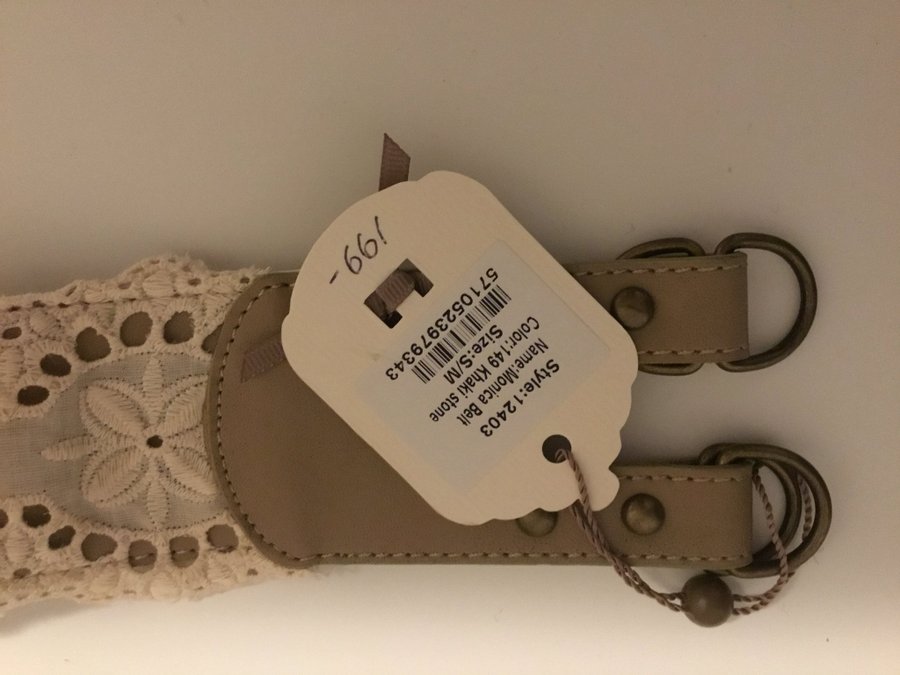 Style:12403
Name:Monica Belt
Color:149 Khaki stone
Size:S/M
5710523979343
199-